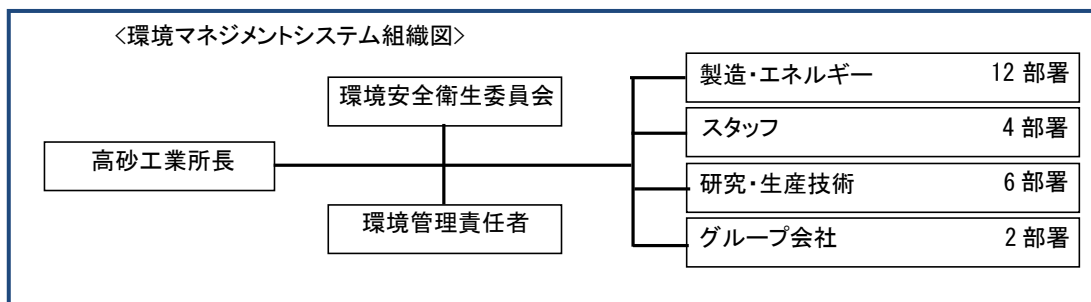 <環境マネジメントシステム組織図>
環境安全衛生委員会
高砂工業所長
環境管理責任者
製造・エネルギー 12 部署
スタッフ 4 部署
研究・生産技術 6 部署
グループ会社 2 部署